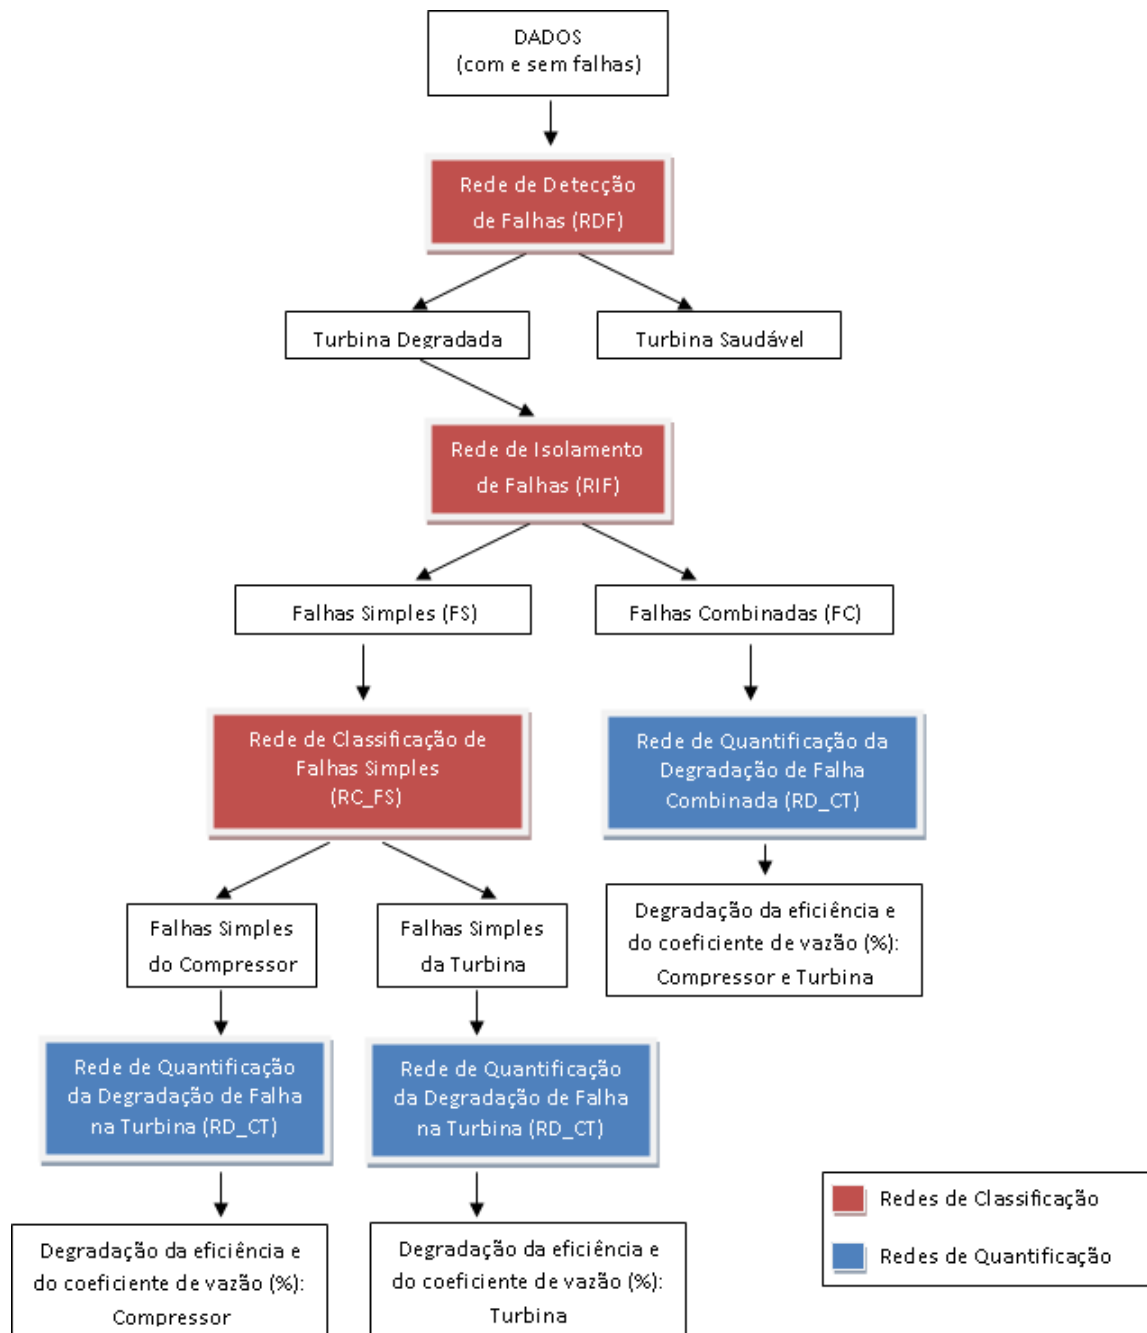 DADOS
(com e sem falhas)
Rede de Detecção
de Falhas (RDF)
Turbina Degradada
Turbina Saudável
Rede de Isolamento
de Falhas (RIF)
Falhas Simples (FS)
Falhas Combinadas (FC)
Rede de Classificação de
Falhas Simples
(RC_FS)
Rede de Quantificação da
Degradação de Falha
Combinada (RD_CT)
Falhas Simples
do Compressor
Falhas Simples
da Turbina
Degradação da eficiência e
do coeficiente de vazão (%):
Compressor e Turbina
Rede de Quantificação
da Degradação de Falha
na Turbina (RD_CT)
Rede de Quantificação
da Degradação de Falha
na Turbina (RD_CT)
Degradação da eficiência e
do coeficiente de vazão (%):
Compressor
Degradação da eficiência e
do coeficiente de vazão (%):
Turbina
Redes de Classificação
Redes de Quantificação